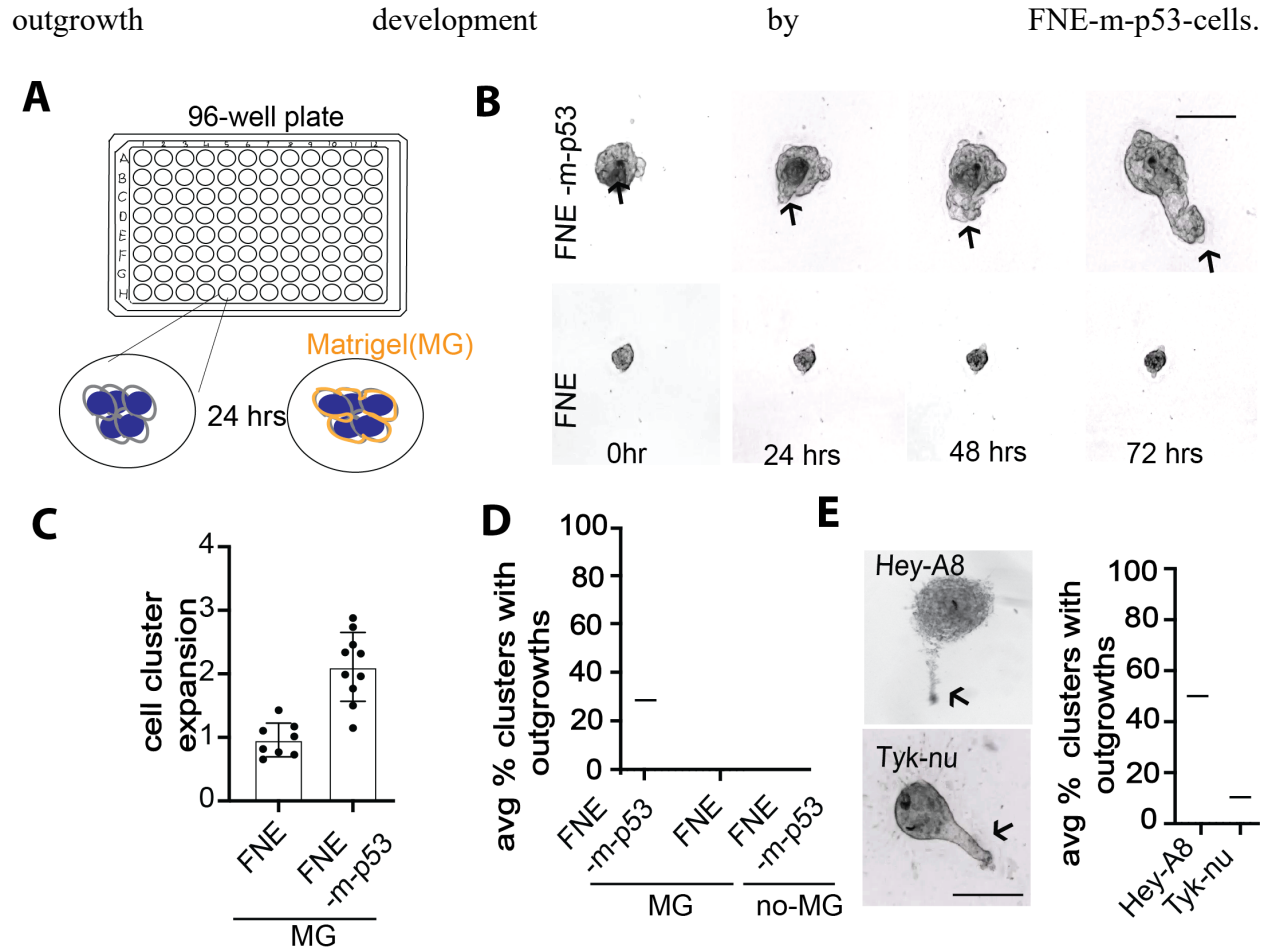 outgrowth development by FNE-m-p53-cells.
A
96-well plate
1 2 3 4 5 6 7 8 9 10 11 12
A
B
C
D
E
F
G
H
Matrigel(MG)
24 hrs
B
FNE -m-p53
FNE
0hr 24 hrs 48 hrs 72 hrs
C
cell cluster
expansion
4
3
2
1
0
FNE
FNE
-m-p53
MG
D
avg % clusters with
outgrowths
100
80
60
40
20
0
FNE
-m-p53
FNE
FNE
-m-p53
MG
no-MG
E
Hey-A8
Tyk-nu
avg % clusters with
outgrowths
100
80
60
40
20
0
Hey-A8
Tyk-nu